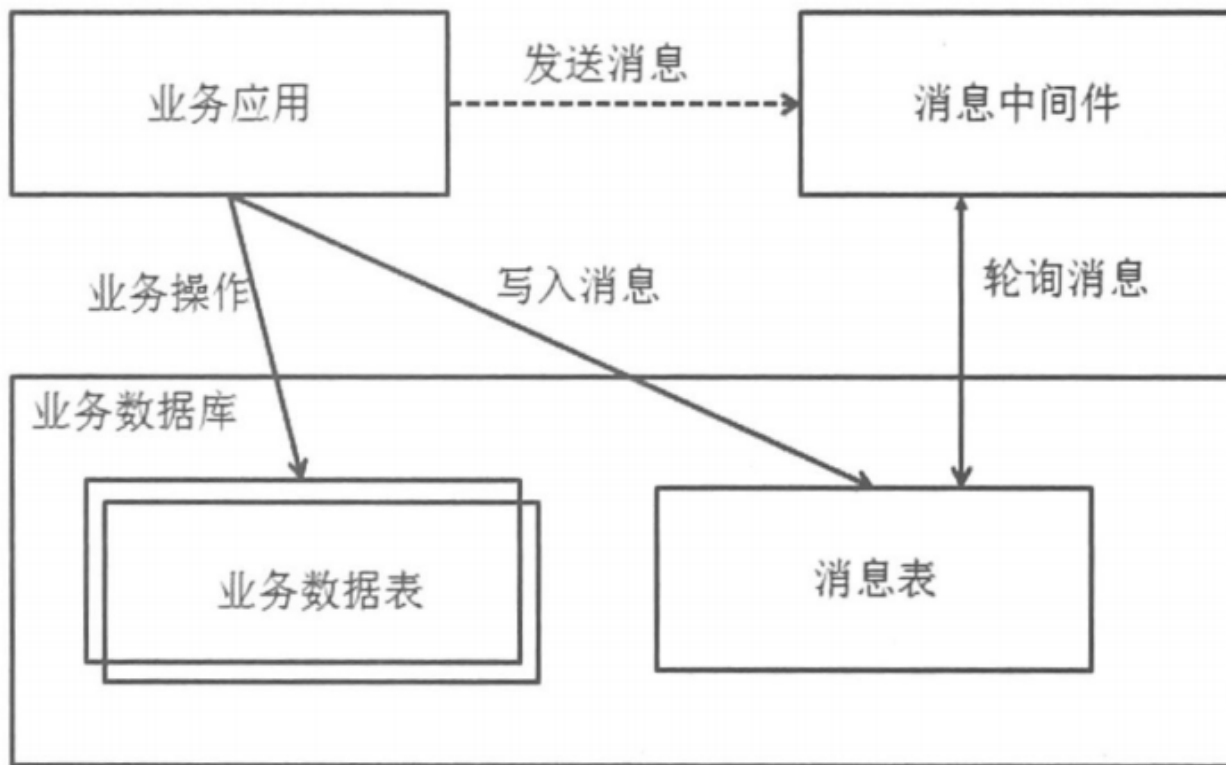 发送消息
业务应用
消息中间件
业务操作
写入消息
轮询消息
业务数据库
业务数据表
消息表